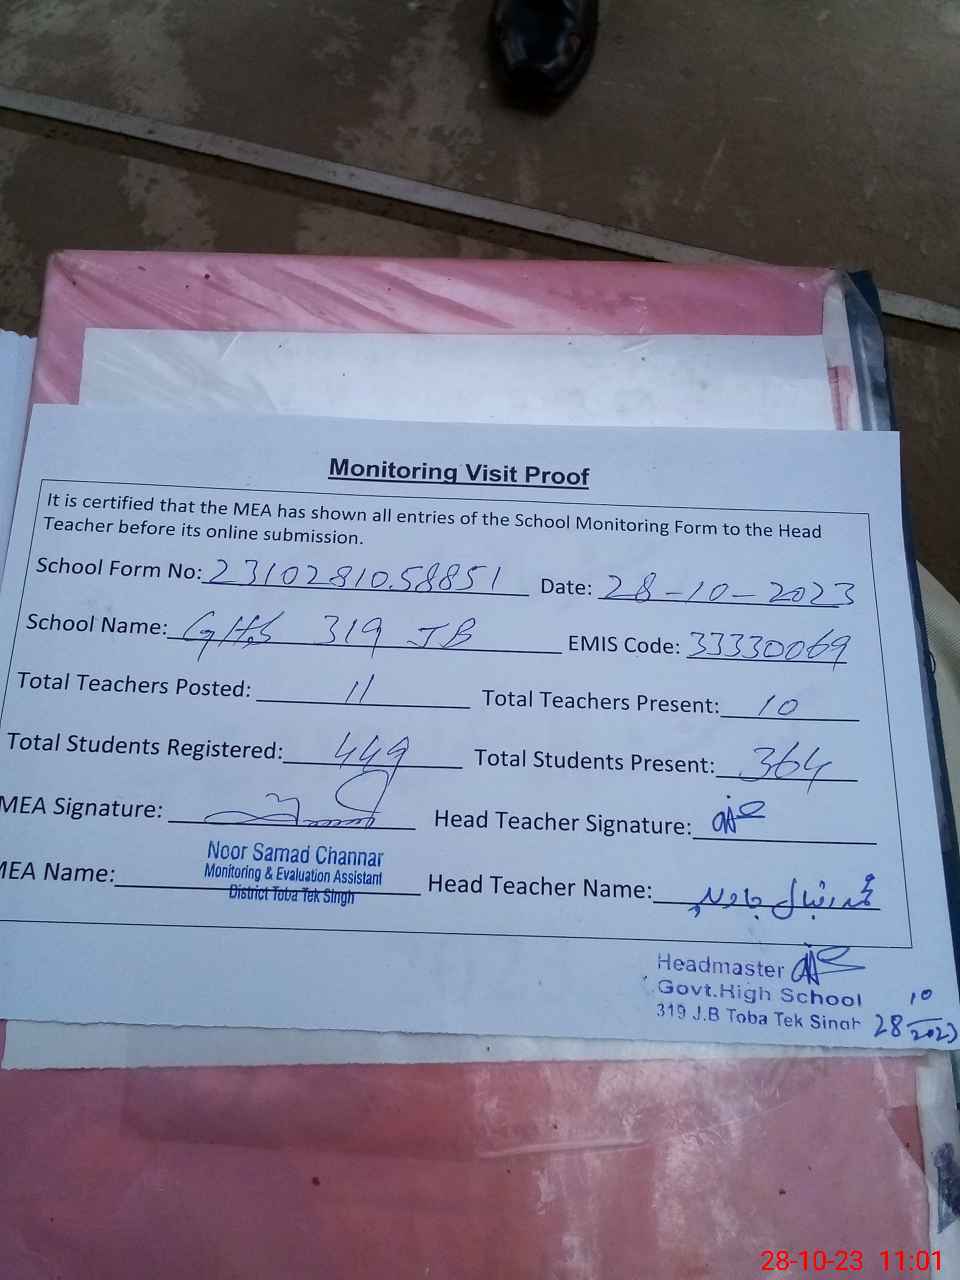 Monitoring Visit Proof
It is certified that the MEA has shown all entries of the School Monitoring Form to the Head
Teacher before its online submission.
School Form No: 2310281058851 Date: 28-10-2023
School Name: GHS 319 JB EMIS Code: 33330069
Total Teachers Posted: 11 Total Teachers Present: 10
Total Students Registered: 449 Total Students Present: 364
MEA Signature: Head Teacher Signature:
MEA Name: Noor Samad Channar Head Teacher Name: محمد اقبال جاوید
Monitoring & Evaluation Assistant
District Toba Tek Singh
Headmaster
Govt.High School
319 J.B Toba Tek Singh 28/10/2023
28-10-23 11:01